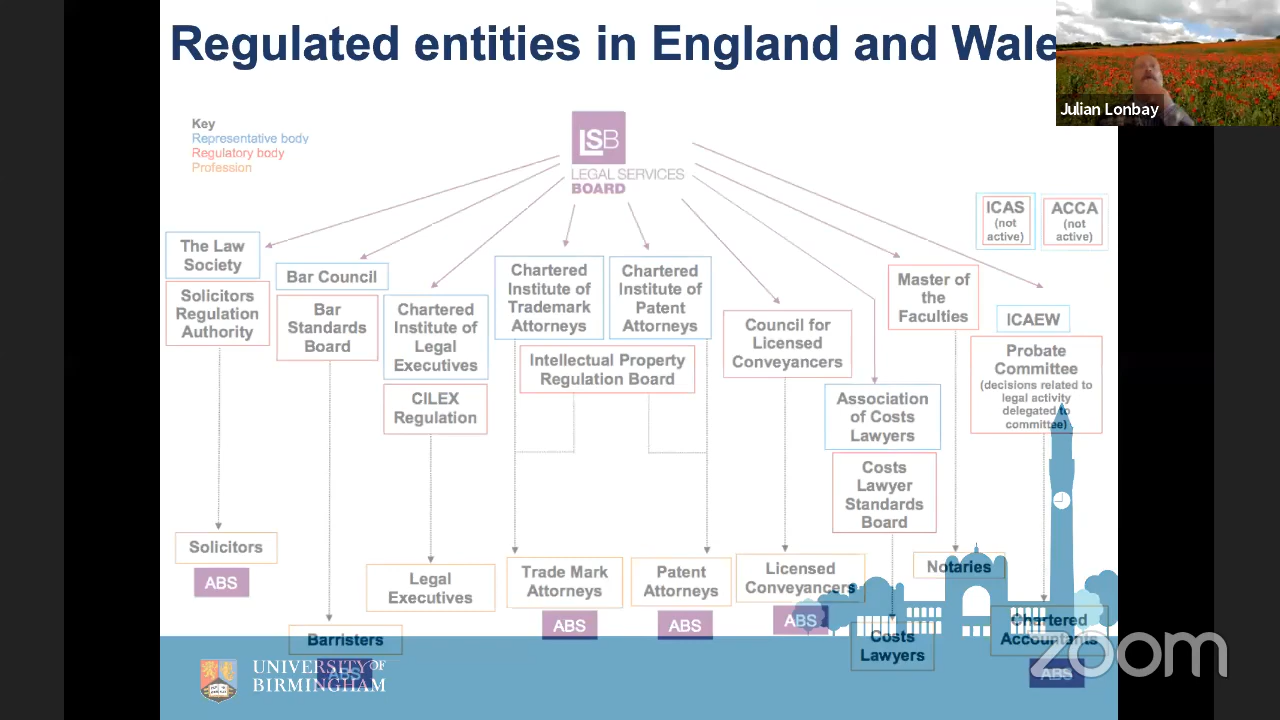 Regulated entities in England and Wale
Julian Lonbay
Key
Representative body
Regulatory body
Profession
LSB
LEGAL SERVICES
BOARD
ICAS
(not
active)
ACCA
(not
active)
The Law
Society
Solicitors
Regulation
Authority
Bar Council
Bar
Standards
Board
Chartered
Institute of
Legal
Executives
CILEX
Regulation
Chartered
Institute of
Trademark
Attorneys
Chartered
Institute of
Patent
Attorneys
Intellectual Property
Regulation Board
Council for
Licensed
Conveyancers
Association
of Costs
Lawyers
Costs
Lawyer
Standards
Board
Master of
the
Faculties
ICAEW
Probate
Committee
(decisions related to
legal activity
delegated to
committee)
Solicitors
ABS
Barristers
ABS
Legal
Executives
Trade Mark
Attorneys
ABS
Patent
Attorneys
ABS
Licensed
Conveyancers
ABS
Costs
Lawyers
Notaries
Chartered
Accountants
ABS
UNIVERSITY OF
BIRMINGHAM
zoom